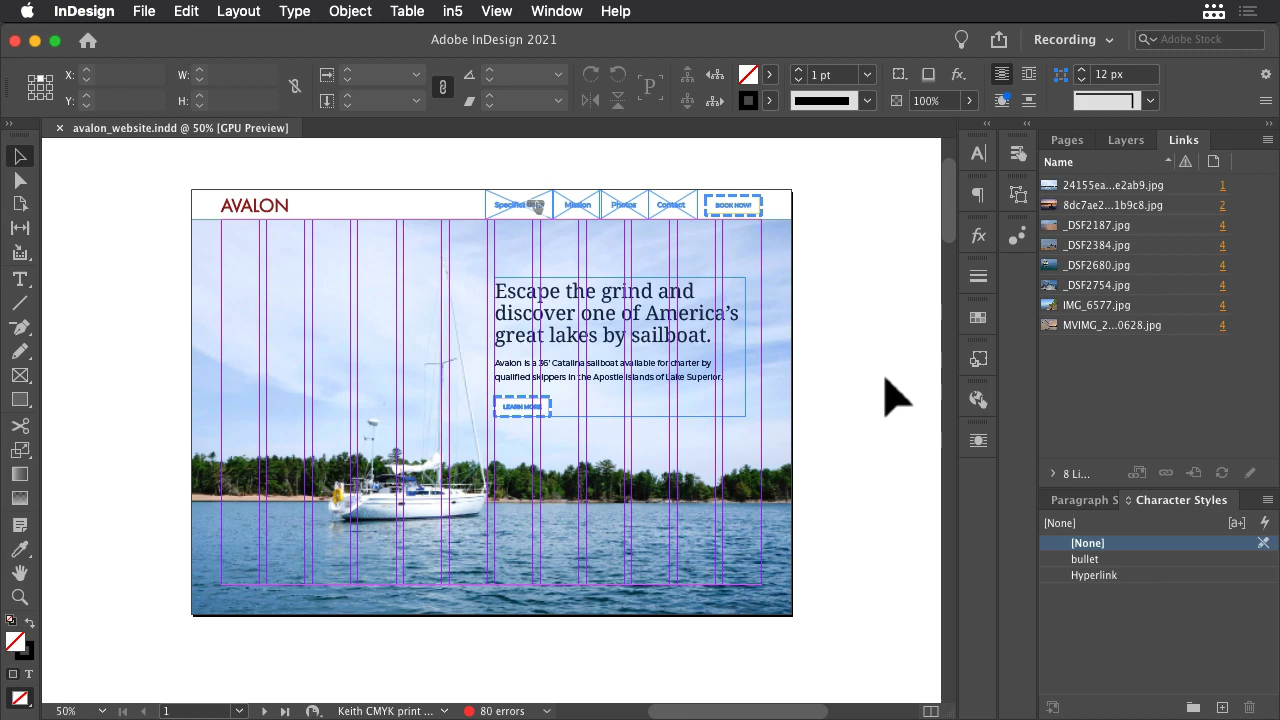 InDesign File Edit Layout Type Object Table in5 View Window Help
Adobe InDesign 2021
Recording
Adobe Stock
X: W: 1 pt 12 px
Y: H: 100%
avalon_website.indd @ 50% [GPU Preview]
Pages Layers Links
Name
24155ea...e2ab9.jpg 1
8dc7ae2...1b9c8.jpg 2
_DSF2187.jpg 4
_DSF2384.jpg 4
_DSF2680.jpg 4
_DSF2754.jpg 4
IMG_6577.jpg 4
MVIMG_2...0628.jpg 4
AVALON Mission Photos Contact BOOK NOW!
Escape the grind and
discover one of America’s
great lakes by sailboat.
Avalon is a 36’ Catalina sailboat available for charter by
qualified skippers in the Apostle Islands of Lake Superior.
LEARN MORE
8 Li...
Paragraph S Character Styles
[None]
[None]
bullet
Hyperlink
50% 1 Keith CMYK print ... 80 errors